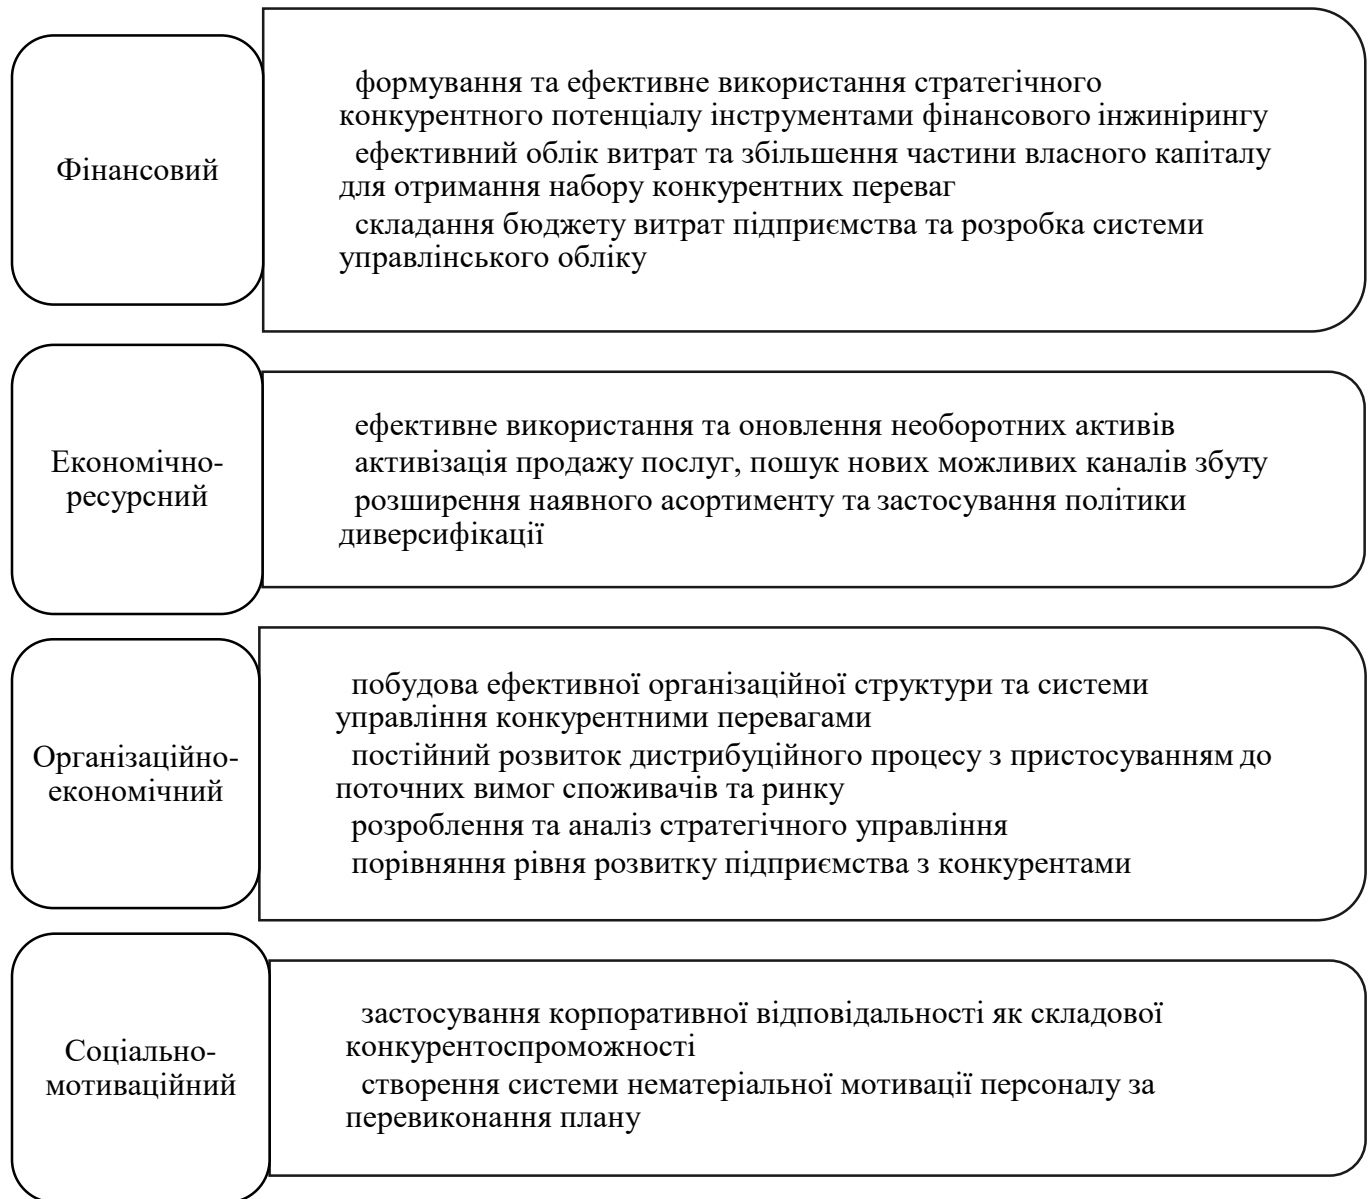 Фінансовий
формування та ефективне використання стратегічного
конкурентного потенціалу інструментами фінансового інжинірингу
ефективний облік витрат та збільшення частини власного капіталу
для отримання набору конкурентних переваг
складання бюджету витрат підприємства та розробка системи
управлінського обліку
Економічно-
ресурсний
ефективне використання та оновлення необоротних активів
активізація продажу послуг, пошук нових можливих каналів збуту
розширення наявного асортименту та застосування політики
диверсифікації
Організаційно-
економічний
побудова ефективної організаційної структури та системи
управління конкурентними перевагами
постійний розвиток дистрибуційного процесу з пристосуванням до
поточних вимог споживачів та ринку
розроблення та аналіз стратегічного управління
порівняння рівня розвитку підприємства з конкурентами
Соціально-
мотиваційний
застосування корпоративної відповідальності як складової
конкурентоспроможності
створення системи нематеріальної мотивації персоналу за
перевиконання плану